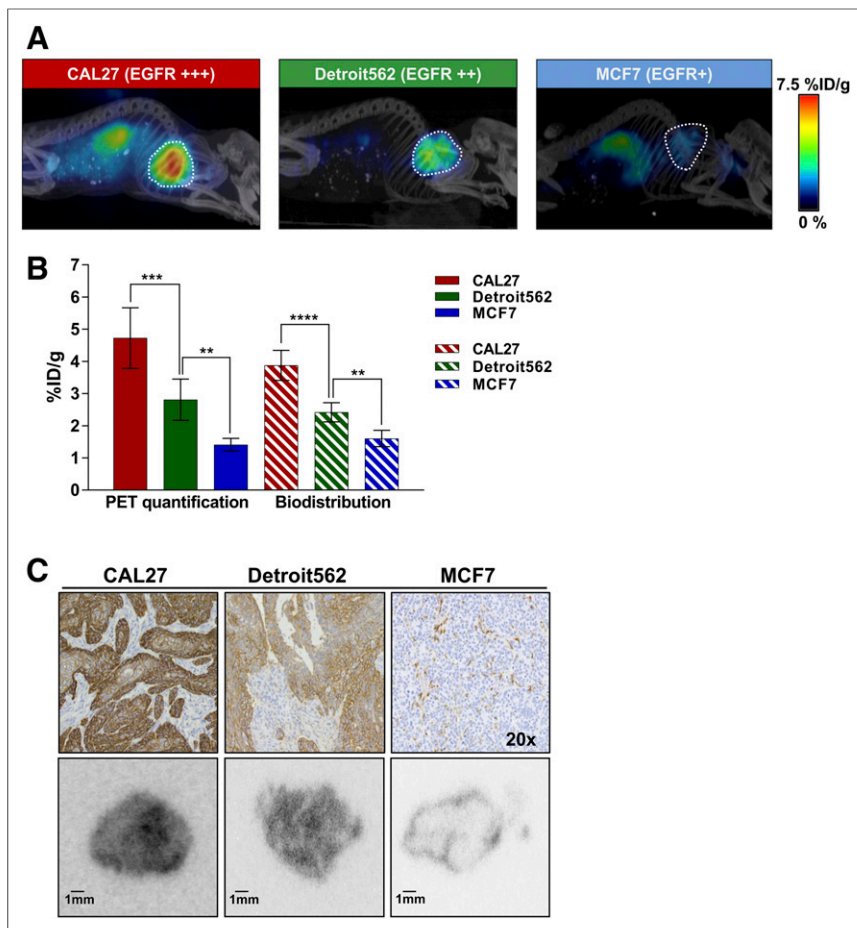 A
CAL27 (EGFR +++)
Detroit562 (EGFR ++)
MCF7 (EGFR+)
7.5 %ID/g
0 %
B
7
6
5
4
3
2
1
0
%ID/g
***
**
****
**
PET quantification
Biodistribution
CAL27
Detroit562
MCF7
CAL27
Detroit562
MCF7
C
CAL27
Detroit562
MCF7
20x
1mm
1mm
1mm